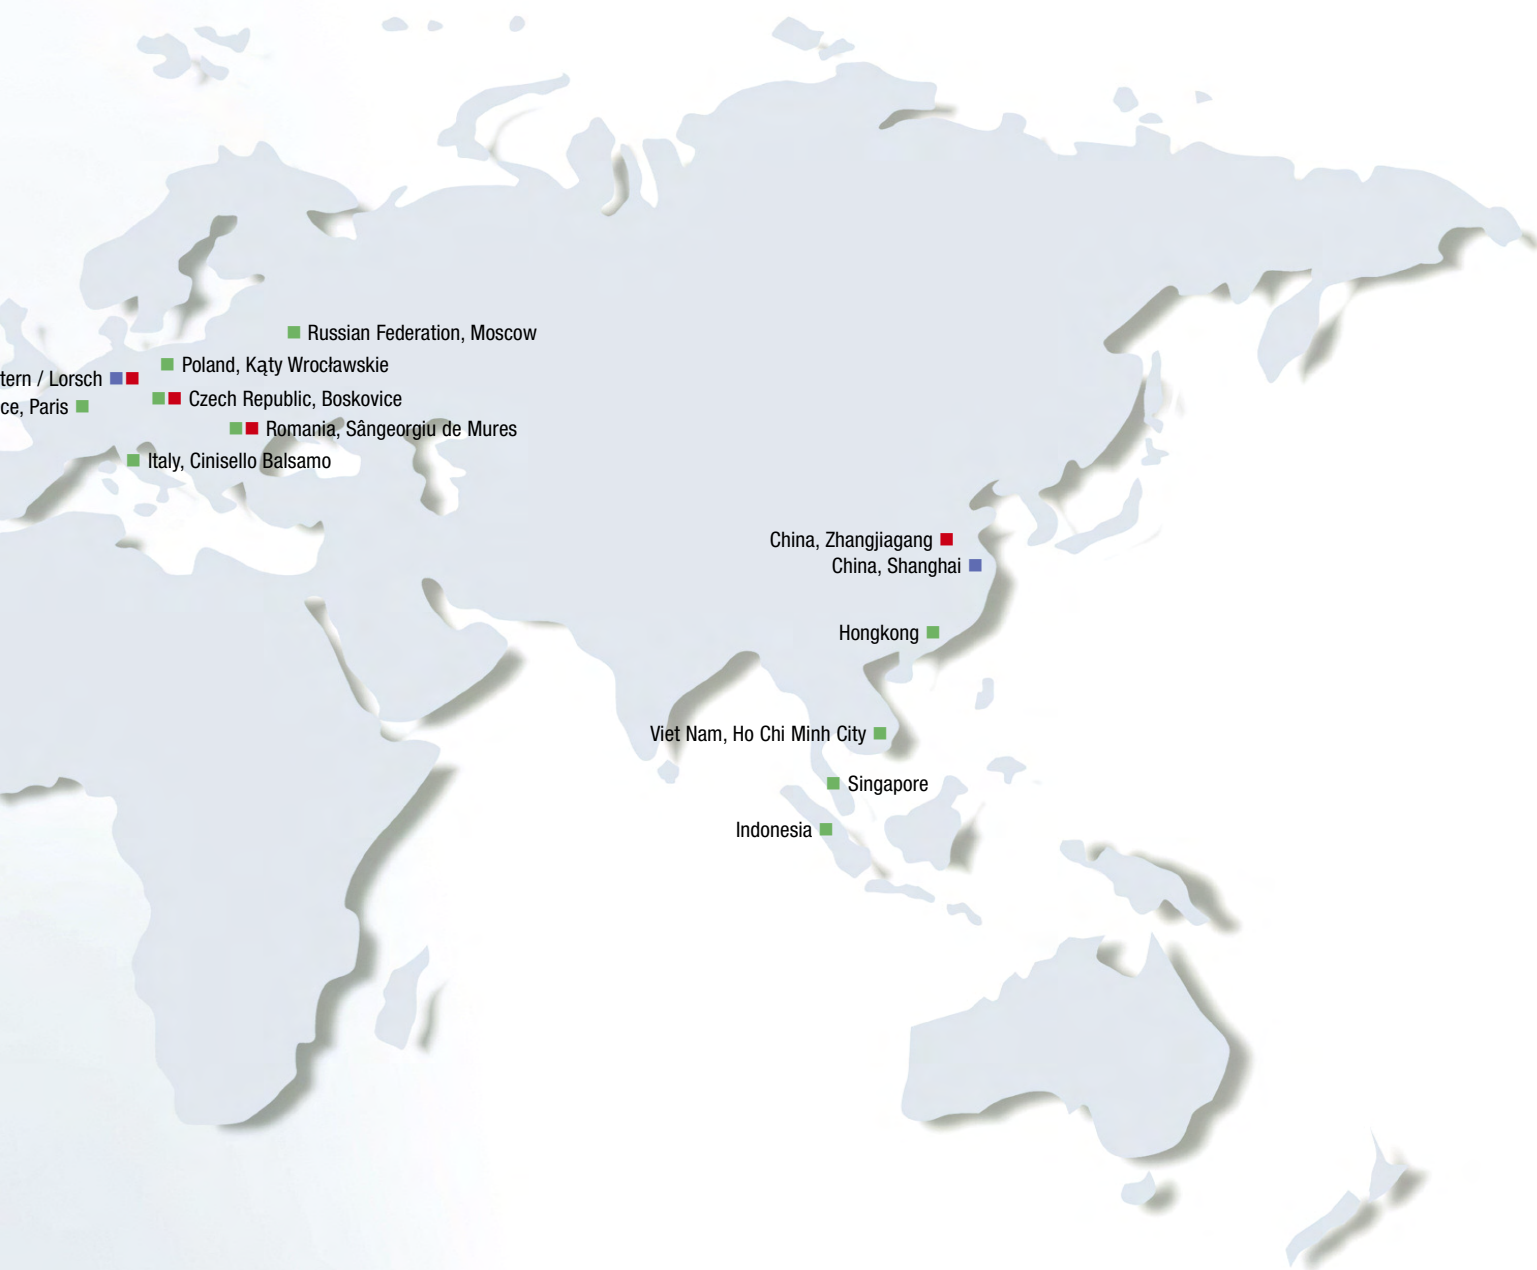 Russian Federation, Moscow
Poland, Kąty Wrocławskie
tern / Lorsch
Czech Republic, Boskovice
ce, Paris
Romania, Sângeorgiu de Mures
Italy, Cinisello Balsamo
China, Zhangjiagang
China, Shanghai
Hongkong
Viet Nam, Ho Chi Minh City
Singapore
Indonesia